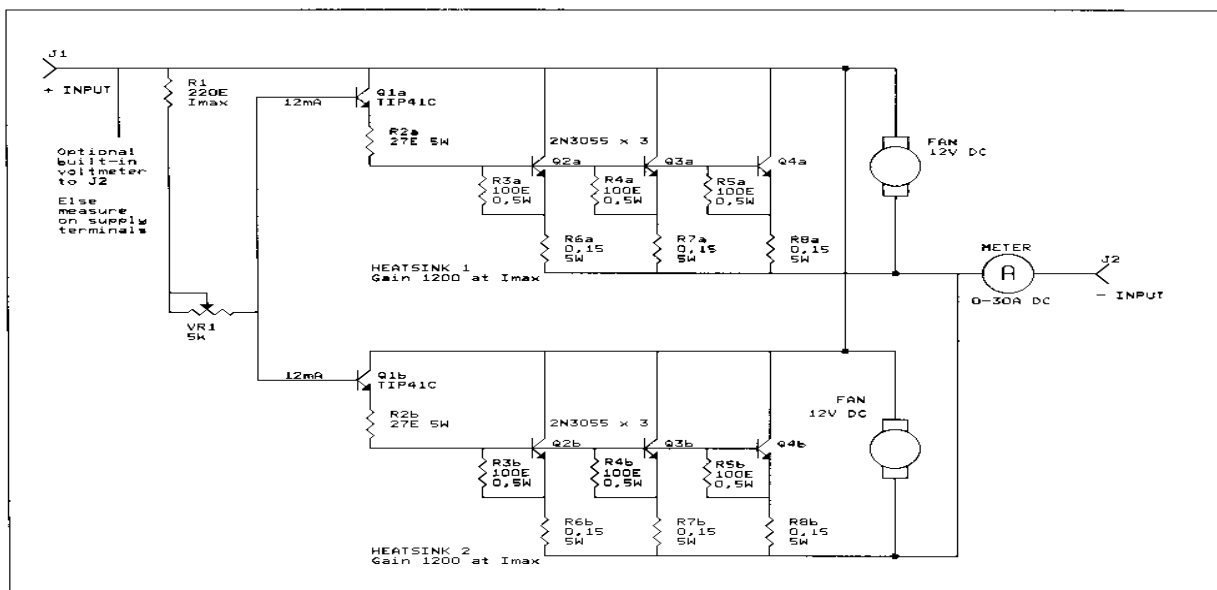 J1
+ INPUT
R1
220E
Imax
12mA
Q1a
TIP41C
R2a
27E 5W
2N3055 x 3
Q2a
Q3a
Q4a
FAN
12V DC
Optional
built-in
voltmeter
to J2
Else
measure
on supply
terminals
R3a
100E
0,5W
R4a
100E
0,5W
R5a
100E
0,5W
R6a
0,15
5W
R7a
0,15
5W
R8a
0,15
5W
HEATSINK 1
Gain 1200 at Imax
METER
A
0-30A DC
J2
- INPUT
VR1
5W
12mA
Q1b
TIP41C
R2b
27E 5W
2N3055 x 3
Q2b
Q3b
Q4b
FAN
12V DC
R3b
100E
0,5W
R4b
100E
0,5W
R5b
100E
0,5W
R6b
0,15
5W
R7b
0,15
5W
R8b
0,15
5W
HEATSINK 2
Gain 1200 at Imax